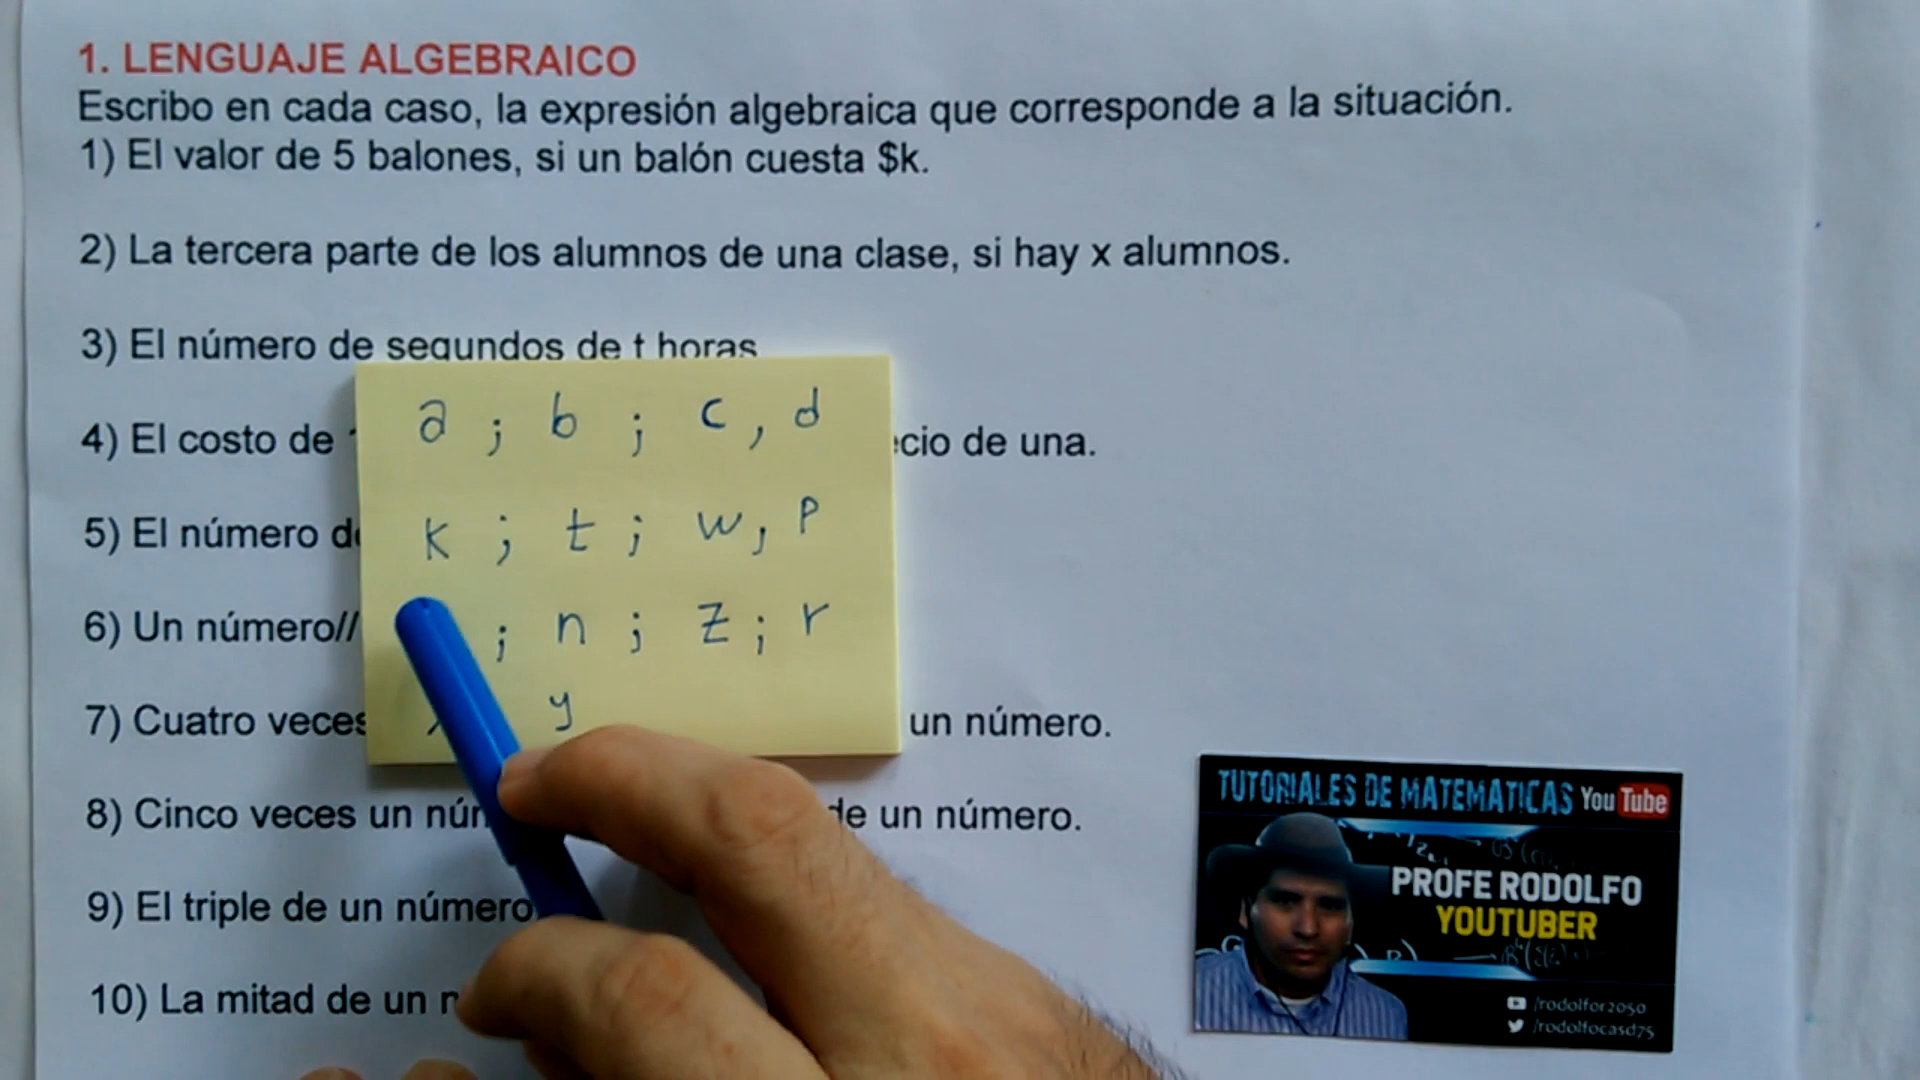 1. LENGUAJE ALGEBRAICO
Escribo en cada caso, la expresión algebraica que corresponde a la situación.
1) El valor de 5 balones, si un balón cuesta $k.
2) La tercera parte de los alumnos de una clase, si hay x alumnos.
3) El número de segundos de t horas
4) El costo de
cio de una.
5) El número
6) Un número//
7) Cuatro veces
un número.
8) Cinco veces un
de un número.
9) El triple de un número
10) La mitad de un
a ; b ; c , d
k ; t ; w , p
; n ; z ; r
y
TUTORIALES DE MATEMATICAS YouTube
PROFE RODOLFO
YOUTUBER
/rodolfor2050
/rodolfocasd75